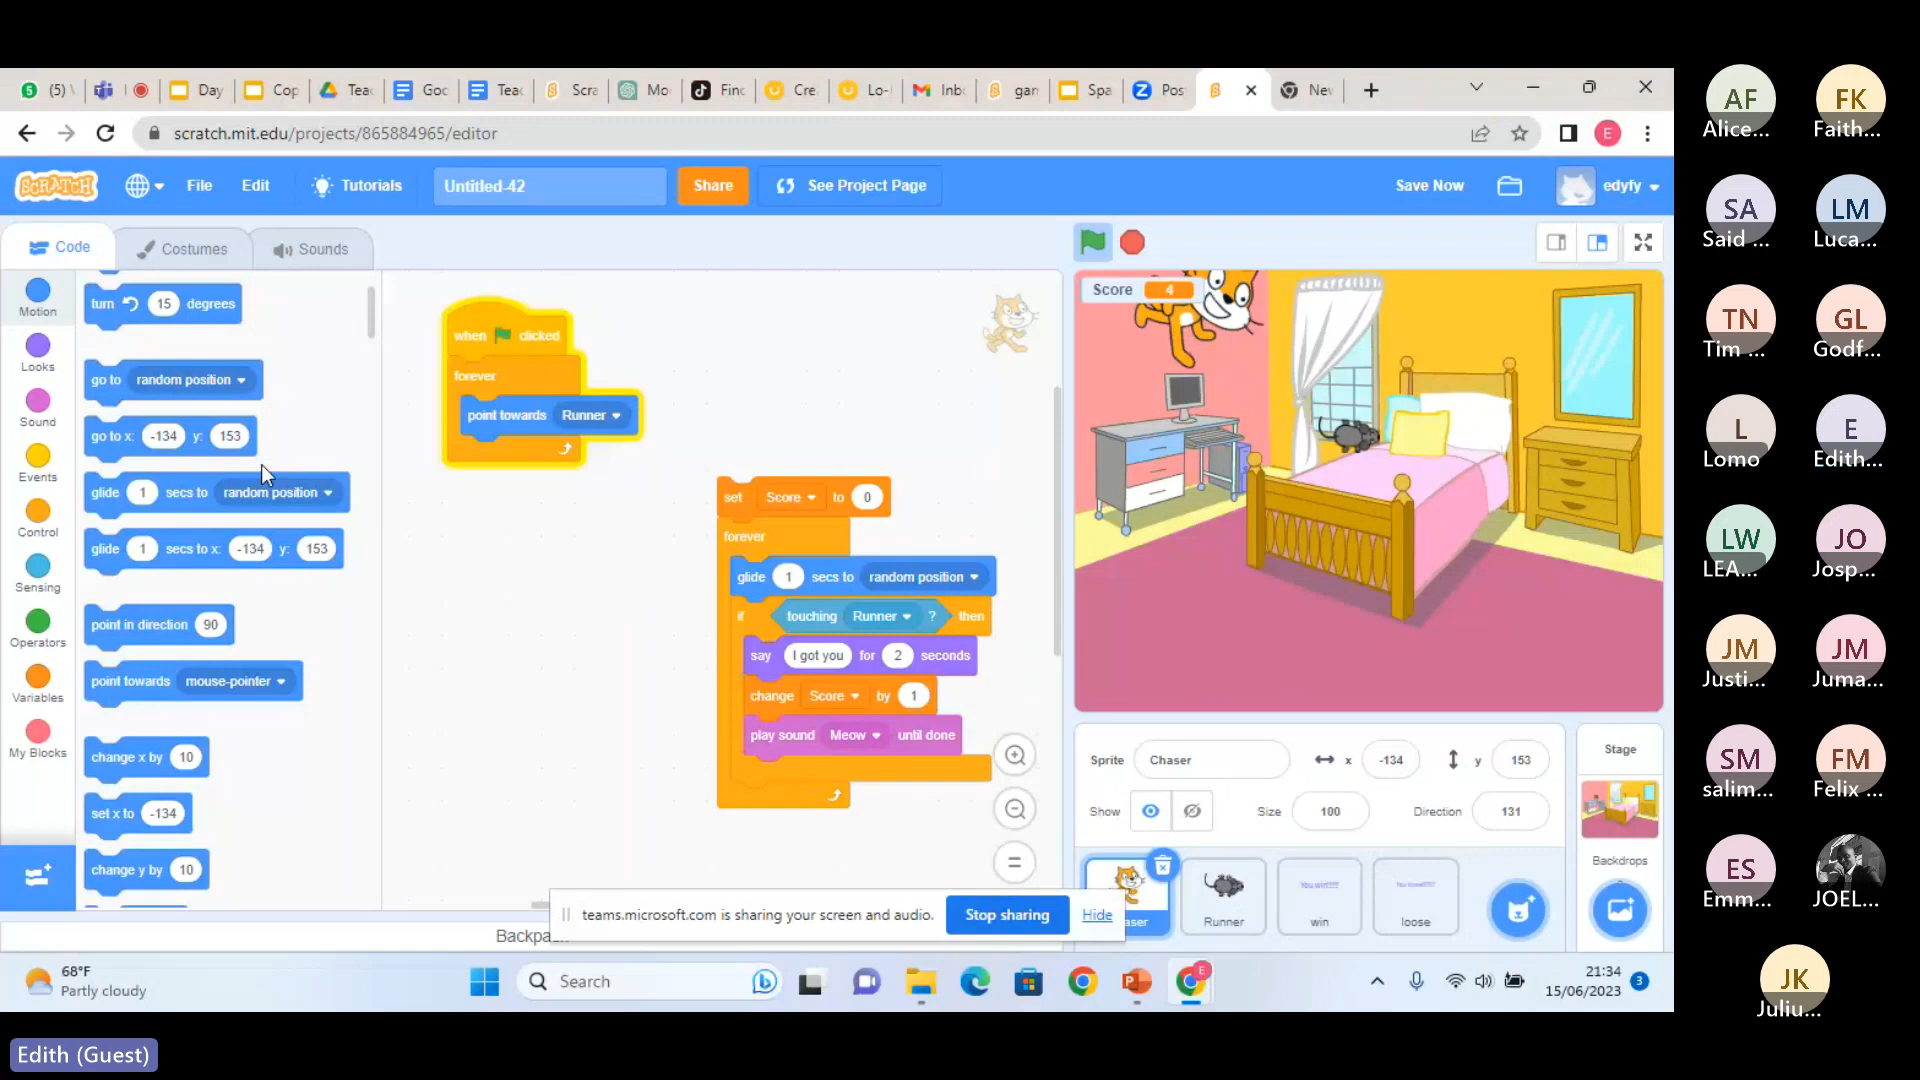 (5)
Day
Cop
Tea
Goo
Tea
Scra
Mo
Find
Cre
Lo-
Inb
gan
Spa
Pos
New
scratch.mit.edu/projects/865884965/editor
E
SCRATCH
File
Edit
Tutorials
Untitled-42
Share
See Project Page
Save Now
edyfy
Code
Costumes
Sounds
Motion
Looks
Sound
Events
Control
Sensing
Operators
Variables
My Blocks
turn 15 degrees
go to random position
go to x: -134 y: 153
glide 1 secs to random position
glide 1 secs to x: -134 y: 153
point in direction 90
point towards mouse-pointer
change x by 10
set x to -134
change y by 10
when clicked
forever
point towards Runner
set Score to 0
forever
glide 1 secs to random position
if touching Runner ? then
say I got you for 2 seconds
change Score by 1
play sound Meow until done
Score 4
Sprite Chaser x -134 y 153
Show Size 100 Direction 131
Stage
Backdrops
aser
Runner
You win!!!!!
win
loose
teams.microsoft.com is sharing your screen and audio. Stop sharing Hide
68°F
Partly cloudy
Search
E
21:34
15/06/2023
3
AF
Alice...
FK
Faith...
SA
Said ...
LM
Luca...
TN
Tim ...
GL
Godf...
L
Lomo
E
Edith...
LW
LEA...
JO
Josp...
JM
Justi...
JM
Juma...
SM
salim...
FM
Felix ...
ES
Emm...
JOEL...
JK
Juliu...
Edith (Guest)